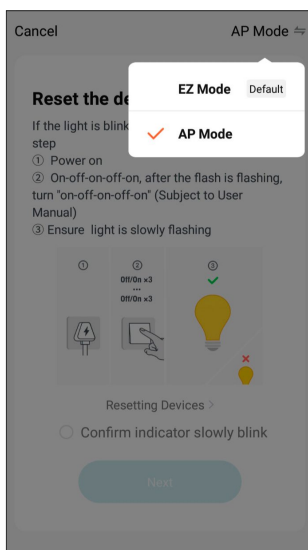 Cancel
AP Mode
EZ Mode Default
AP Mode
Reset the de
If the light is blink
step
① Power on
② On-off-on-off-on, after the flash is flashing,
turn "on-off-on-off-on" (Subject to User
Manual)
③ Ensure light is slowly flashing
① ② ③
Off/On ×3
...
Off/On ×3
Resetting Devices >
Confirm indicator slowly blink
Next